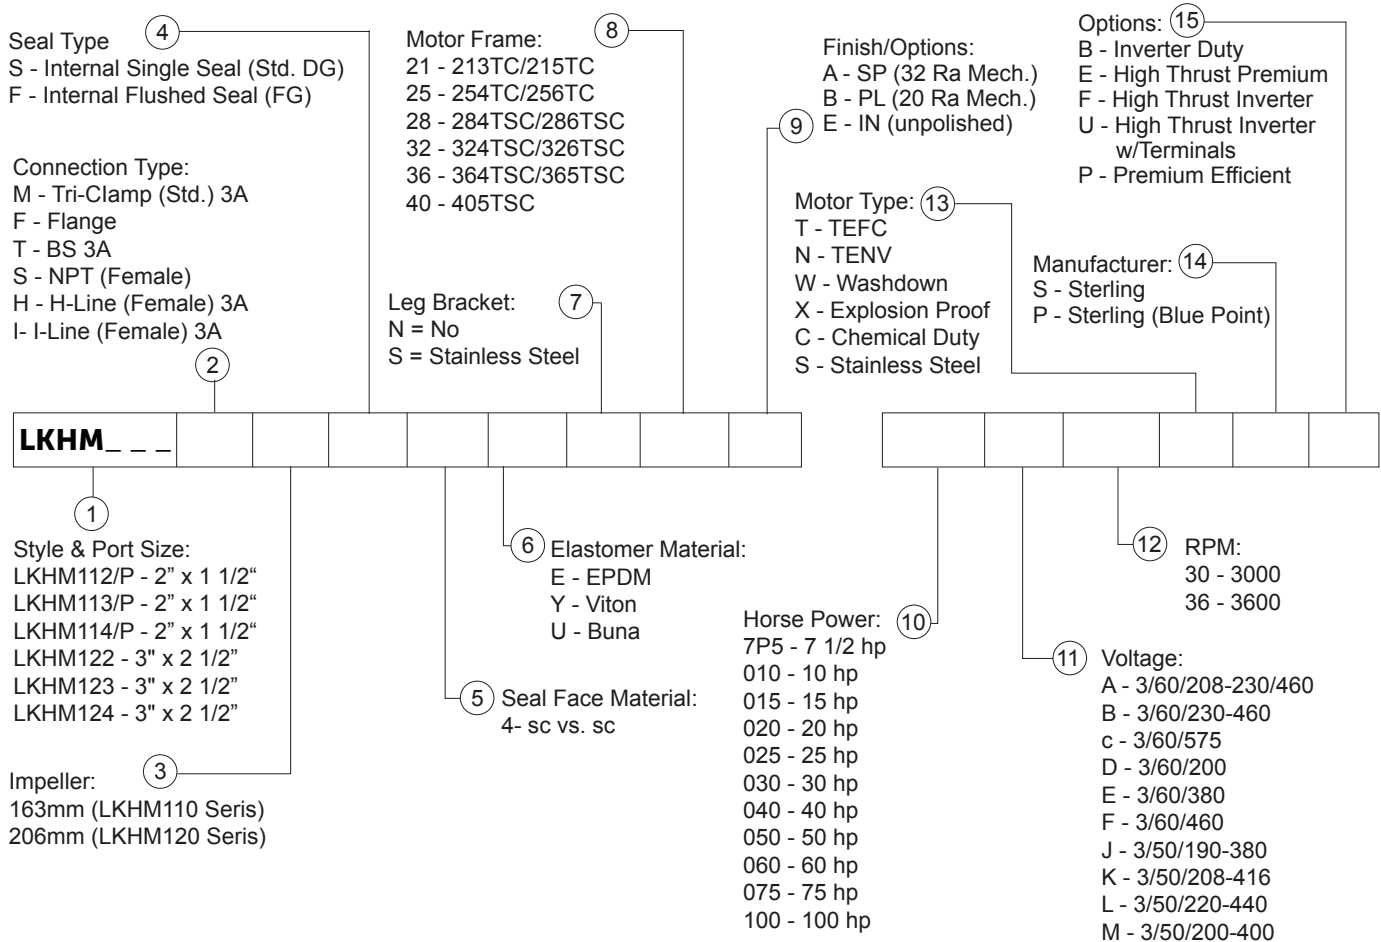 Seal Type
4
S - Internal Single Seal (Std. DG)
F - Internal Flushed Seal (FG)
Connection Type:
M - Tri-Clamp (Std.) 3A
F - Flange
T - BS 3A
S - NPT (Female)
H - H-Line (Female) 3A
I- I-Line (Female) 3A
2
Motor Frame:
8
21 - 213TC/215TC
25 - 254TC/256TC
28 - 284TSC/286TSC
32 - 324TSC/326TSC
36 - 364TSC/365TSC
40 - 405TSC
Leg Bracket:
7
N = No
S = Stainless Steel
Finish/Options:
A - SP (32 Ra Mech.)
B - PL (20 Ra Mech.)
9
E - IN (unpolished)
Motor Type:
13
T - TEFC
N - TENV
W - Washdown
X - Explosion Proof
C - Chemical Duty
S - Stainless Steel
Options:
15
B - Inverter Duty
E - High Thrust Premium
F - High Thrust Inverter
U - High Thrust Inverter
w/Terminals
P - Premium Efficient
Manufacturer:
14
S - Sterling
P - Sterling (Blue Point)
LKHM_ _ _
1
Style & Port Size:
LKHM112/P - 2” x 1 1/2“
LKHM113/P - 2” x 1 1/2“
LKHM114/P - 2” x 1 1/2“
LKHM122 - 3" x 2 1/2”
LKHM123 - 3" x 2 1/2”
LKHM124 - 3" x 2 1/2”
Impeller:
3
163mm (LKHM110 Seris)
206mm (LKHM120 Seris)
6
Elastomer Material:
E - EPDM
Y - Viton
U - Buna
5
Seal Face Material:
4- sc vs. sc
Horse Power:
10
7P5 - 7 1/2 hp
010 - 10 hp
015 - 15 hp
020 - 20 hp
025 - 25 hp
030 - 30 hp
040 - 40 hp
050 - 50 hp
060 - 60 hp
075 - 75 hp
100 - 100 hp
12
RPM:
30 - 3000
36 - 3600
11
Voltage:
A - 3/60/208-230/460
B - 3/60/230-460
c - 3/60/575
D - 3/60/200
E - 3/60/380
F - 3/60/460
J - 3/50/190-380
K - 3/50/208-416
L - 3/50/220-440
M - 3/50/200-400